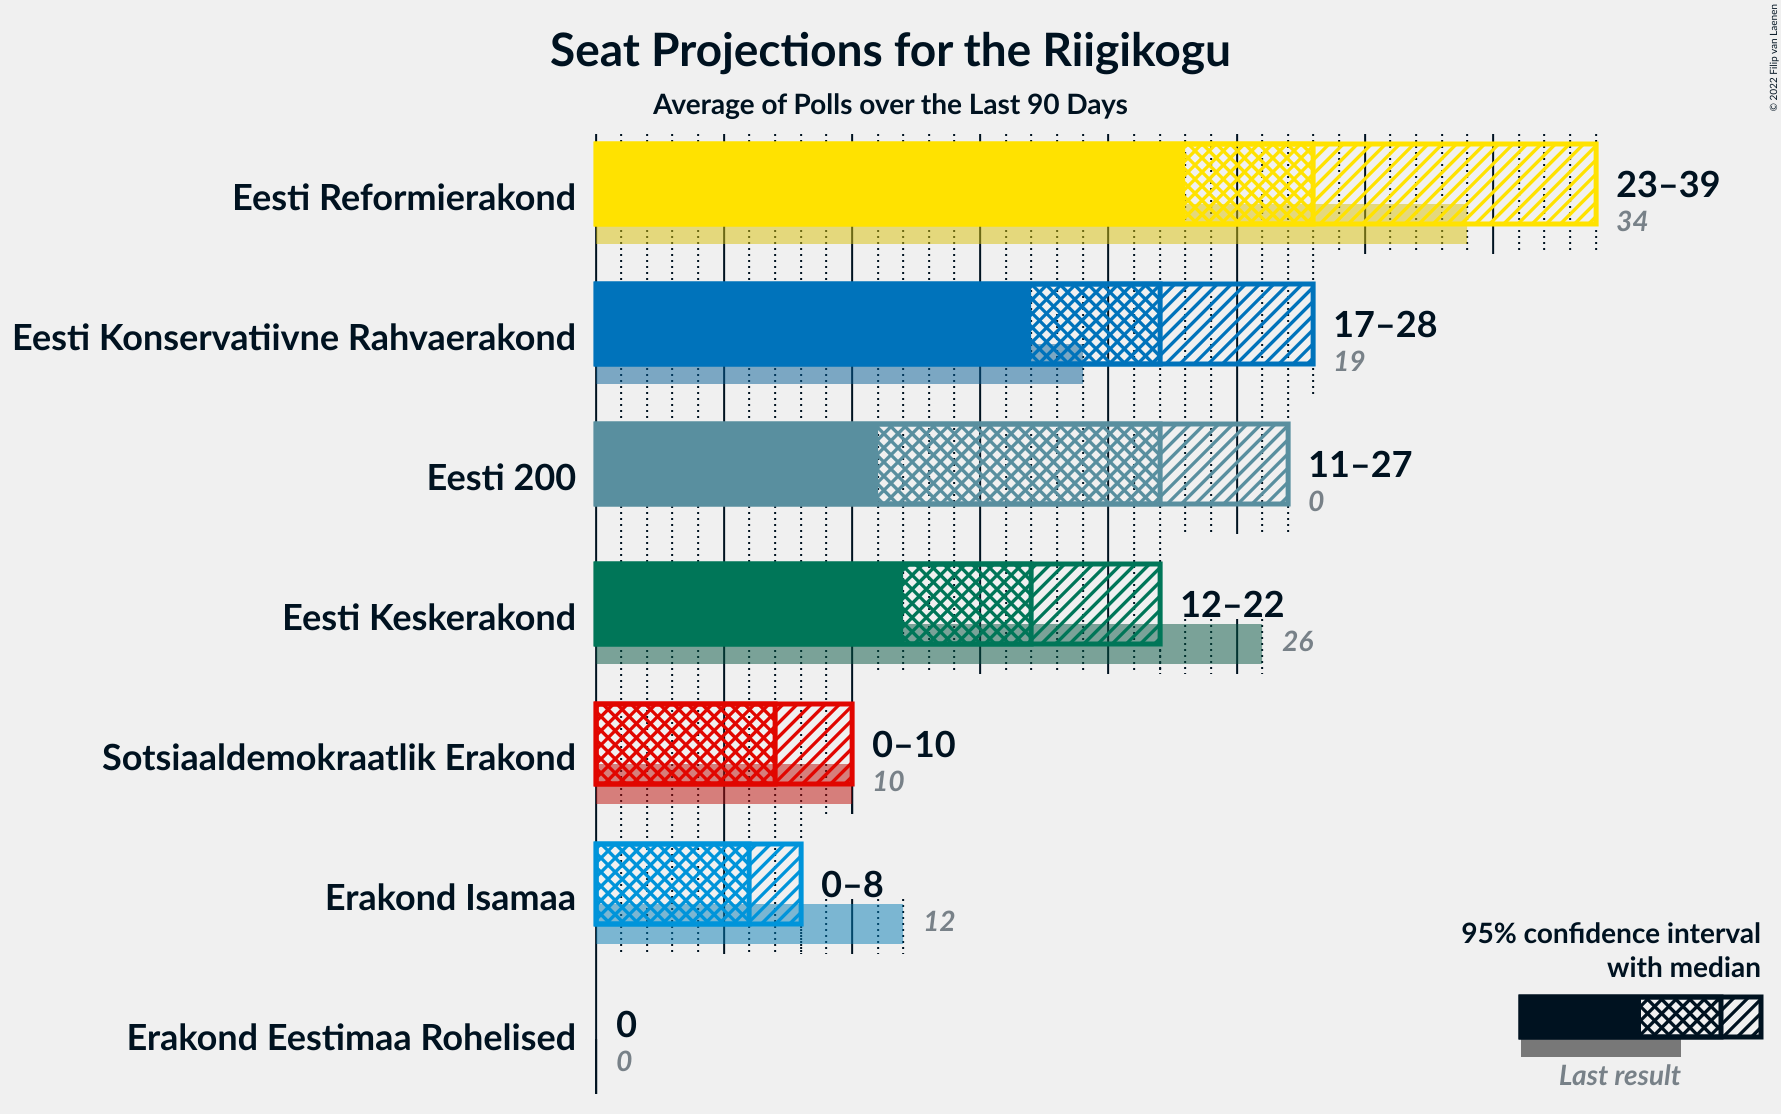 Seat Projections for the Riigikogu
Average of Polls over the Last 90 Days
© 2022 Filip van Laenen
Eesti Reformierakond
23–39
34
Eesti Konservatiivne Rahvaerakond
17–28
19
Eesti 200
11–27
0
Eesti Keskerakond
12–22
26
Sotsiaaldemokraatlik Erakond
0–10
10
Erakond Isamaa
0–8
12
Erakond Eestimaa Rohelised
0
0
95% confidence interval
with median
Last result